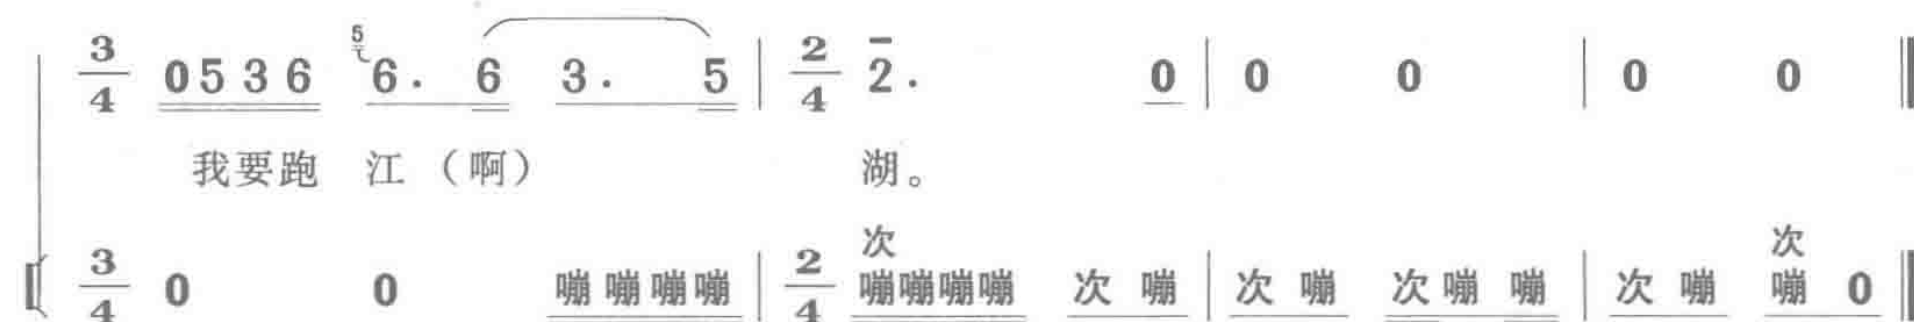 5
3/4 0536 6. 6 3. 5 | 2/4 2. 0 | 0 0 | 0 0
我要跑 江（啊） 湖。
次 次
3/4 0 0 嘣嘣嘣嘣 | 2/4 嘣嘣嘣嘣 次 嘣 | 次 嘣 次嘣 嘣 | 次 嘣 嘣 0